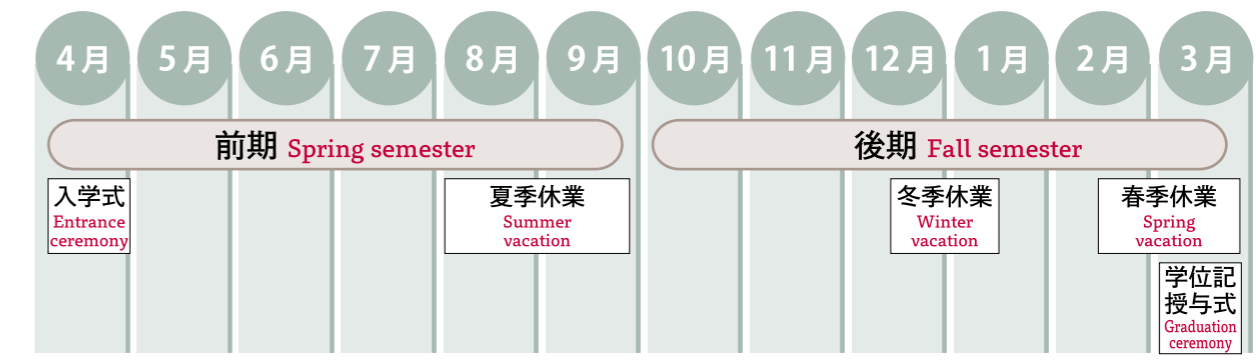 4月 5月 6月 7月 8月 9月 10月 11月 12月 1月 2月 3月
前期 Spring semester
後期 Fall semester
入学式
Entrance
ceremony
夏季休業
Summer
vacation
冬季休業
Winter
vacation
春季休業
Spring
vacation
学位記
授与式
Graduation
ceremony